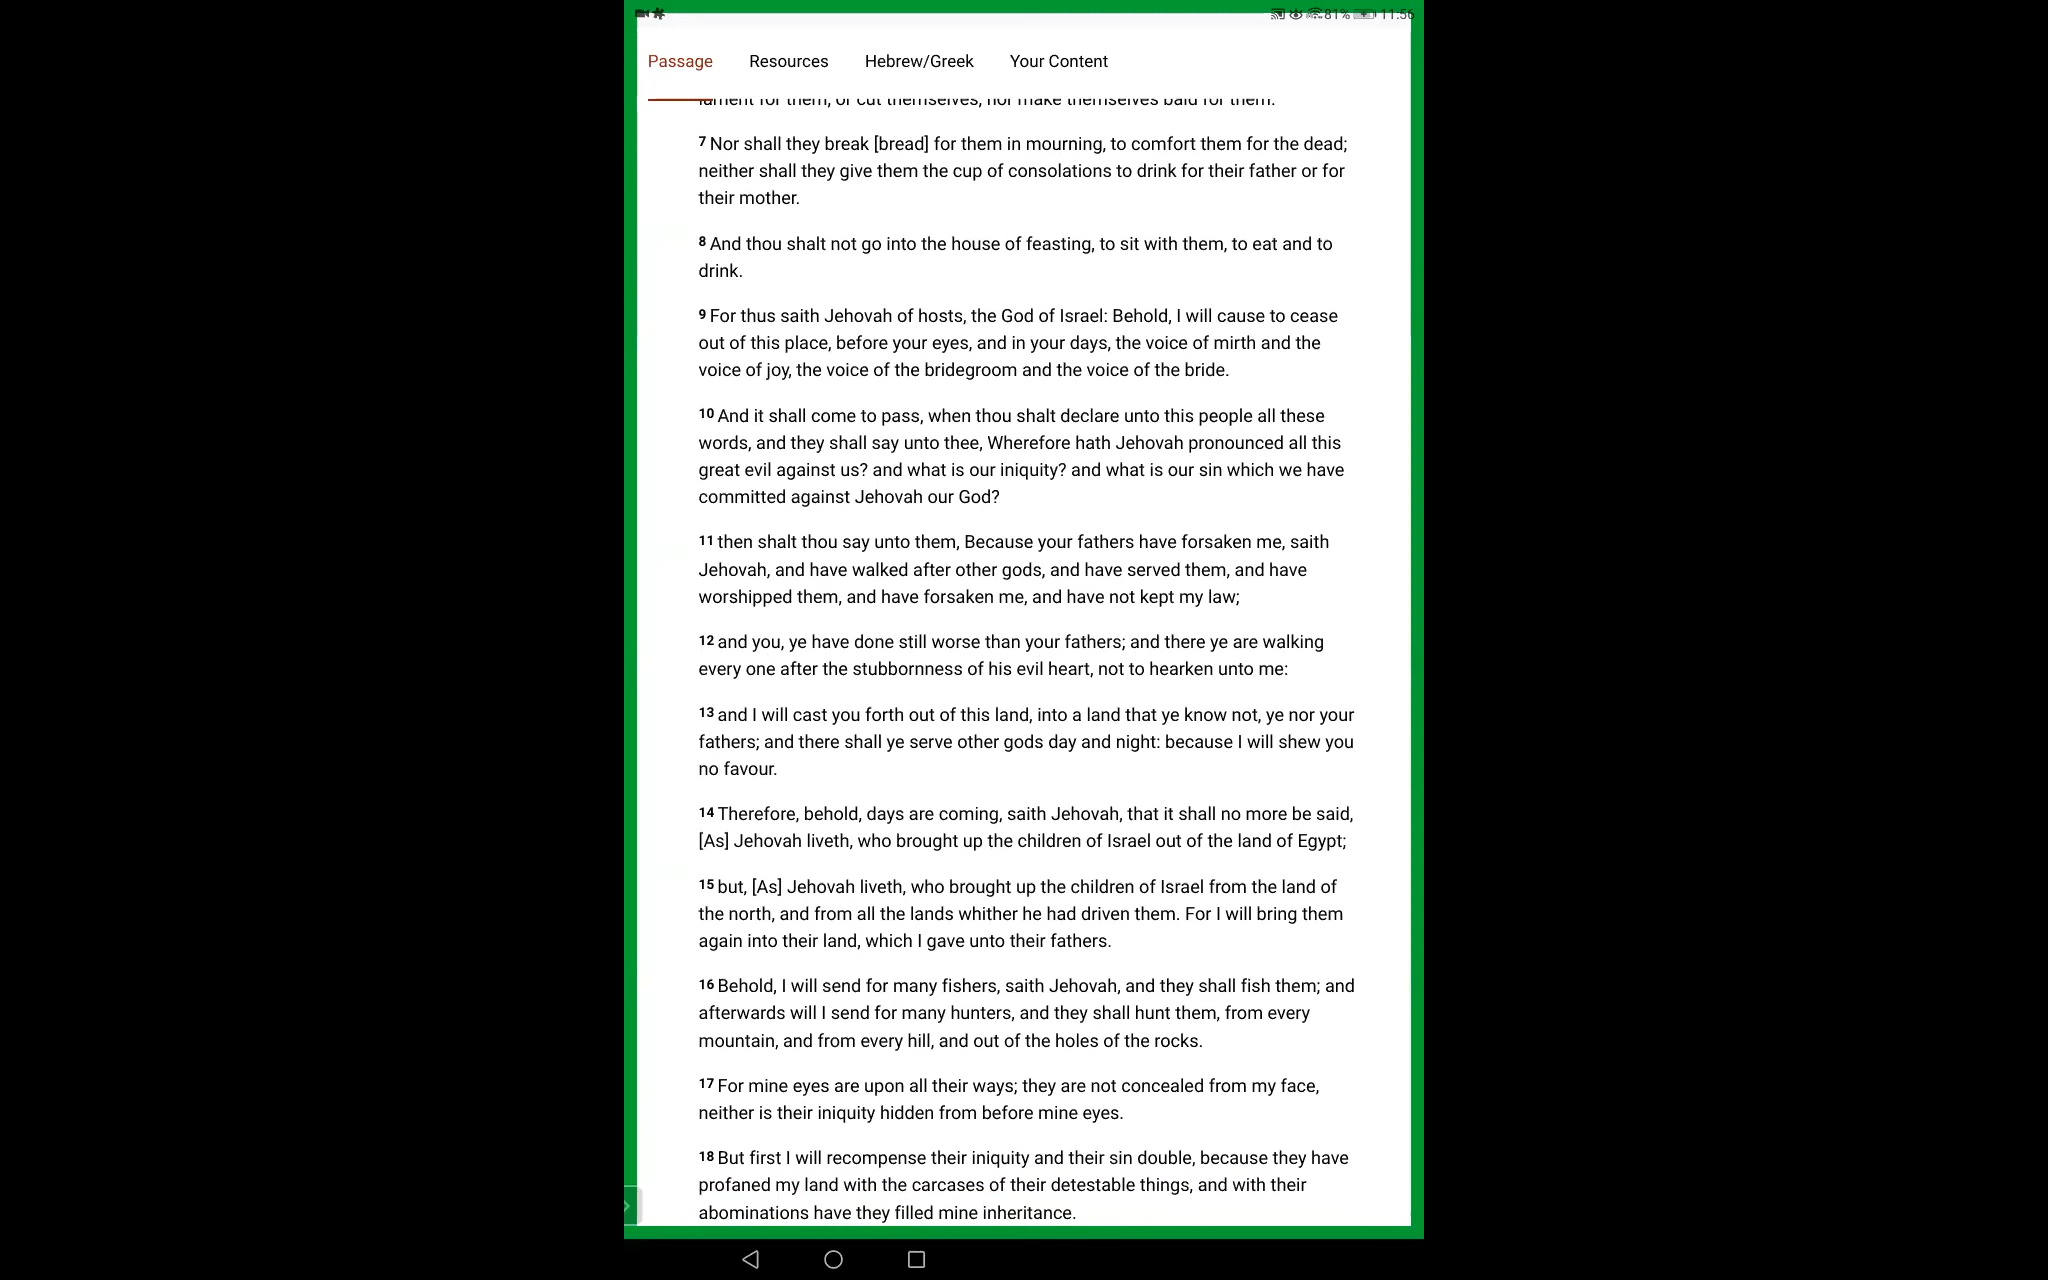 81% 11:56
Passage Resources Hebrew/Greek Your Content
lament for them, or cut themselves, nor make themselves bald for them.
7 Nor shall they break [bread] for them in mourning, to comfort them for the dead;
neither shall they give them the cup of consolations to drink for their father or for
their mother.
8 And thou shalt not go into the house of feasting, to sit with them, to eat and to
drink.
9 For thus saith Jehovah of hosts, the God of Israel: Behold, I will cause to cease
out of this place, before your eyes, and in your days, the voice of mirth and the
voice of joy, the voice of the bridegroom and the voice of the bride.
10 And it shall come to pass, when thou shalt declare unto this people all these
words, and they shall say unto thee, Wherefore hath Jehovah pronounced all this
great evil against us? and what is our iniquity? and what is our sin which we have
committed against Jehovah our God?
11 then shalt thou say unto them, Because your fathers have forsaken me, saith
Jehovah, and have walked after other gods, and have served them, and have
worshipped them, and have forsaken me, and have not kept my law;
12 and you, ye have done still worse than your fathers; and there ye are walking
every one after the stubbornness of his evil heart, not to hearken unto me:
13 and I will cast you forth out of this land, into a land that ye know not, ye nor your
fathers; and there shall ye serve other gods day and night: because I will shew you
no favour.
14 Therefore, behold, days are coming, saith Jehovah, that it shall no more be said,
[As] Jehovah liveth, who brought up the children of Israel out of the land of Egypt;
15 but, [As] Jehovah liveth, who brought up the children of Israel from the land of
the north, and from all the lands whither he had driven them. For I will bring them
again into their land, which I gave unto their fathers.
16 Behold, I will send for many fishers, saith Jehovah, and they shall fish them; and
afterwards will I send for many hunters, and they shall hunt them, from every
mountain, and from every hill, and out of the holes of the rocks.
17 For mine eyes are upon all their ways; they are not concealed from my face,
neither is their iniquity hidden from before mine eyes.
18 But first I will recompense their iniquity and their sin double, because they have
profaned my land with the carcases of their detestable things, and with their
abominations have they filled mine inheritance.